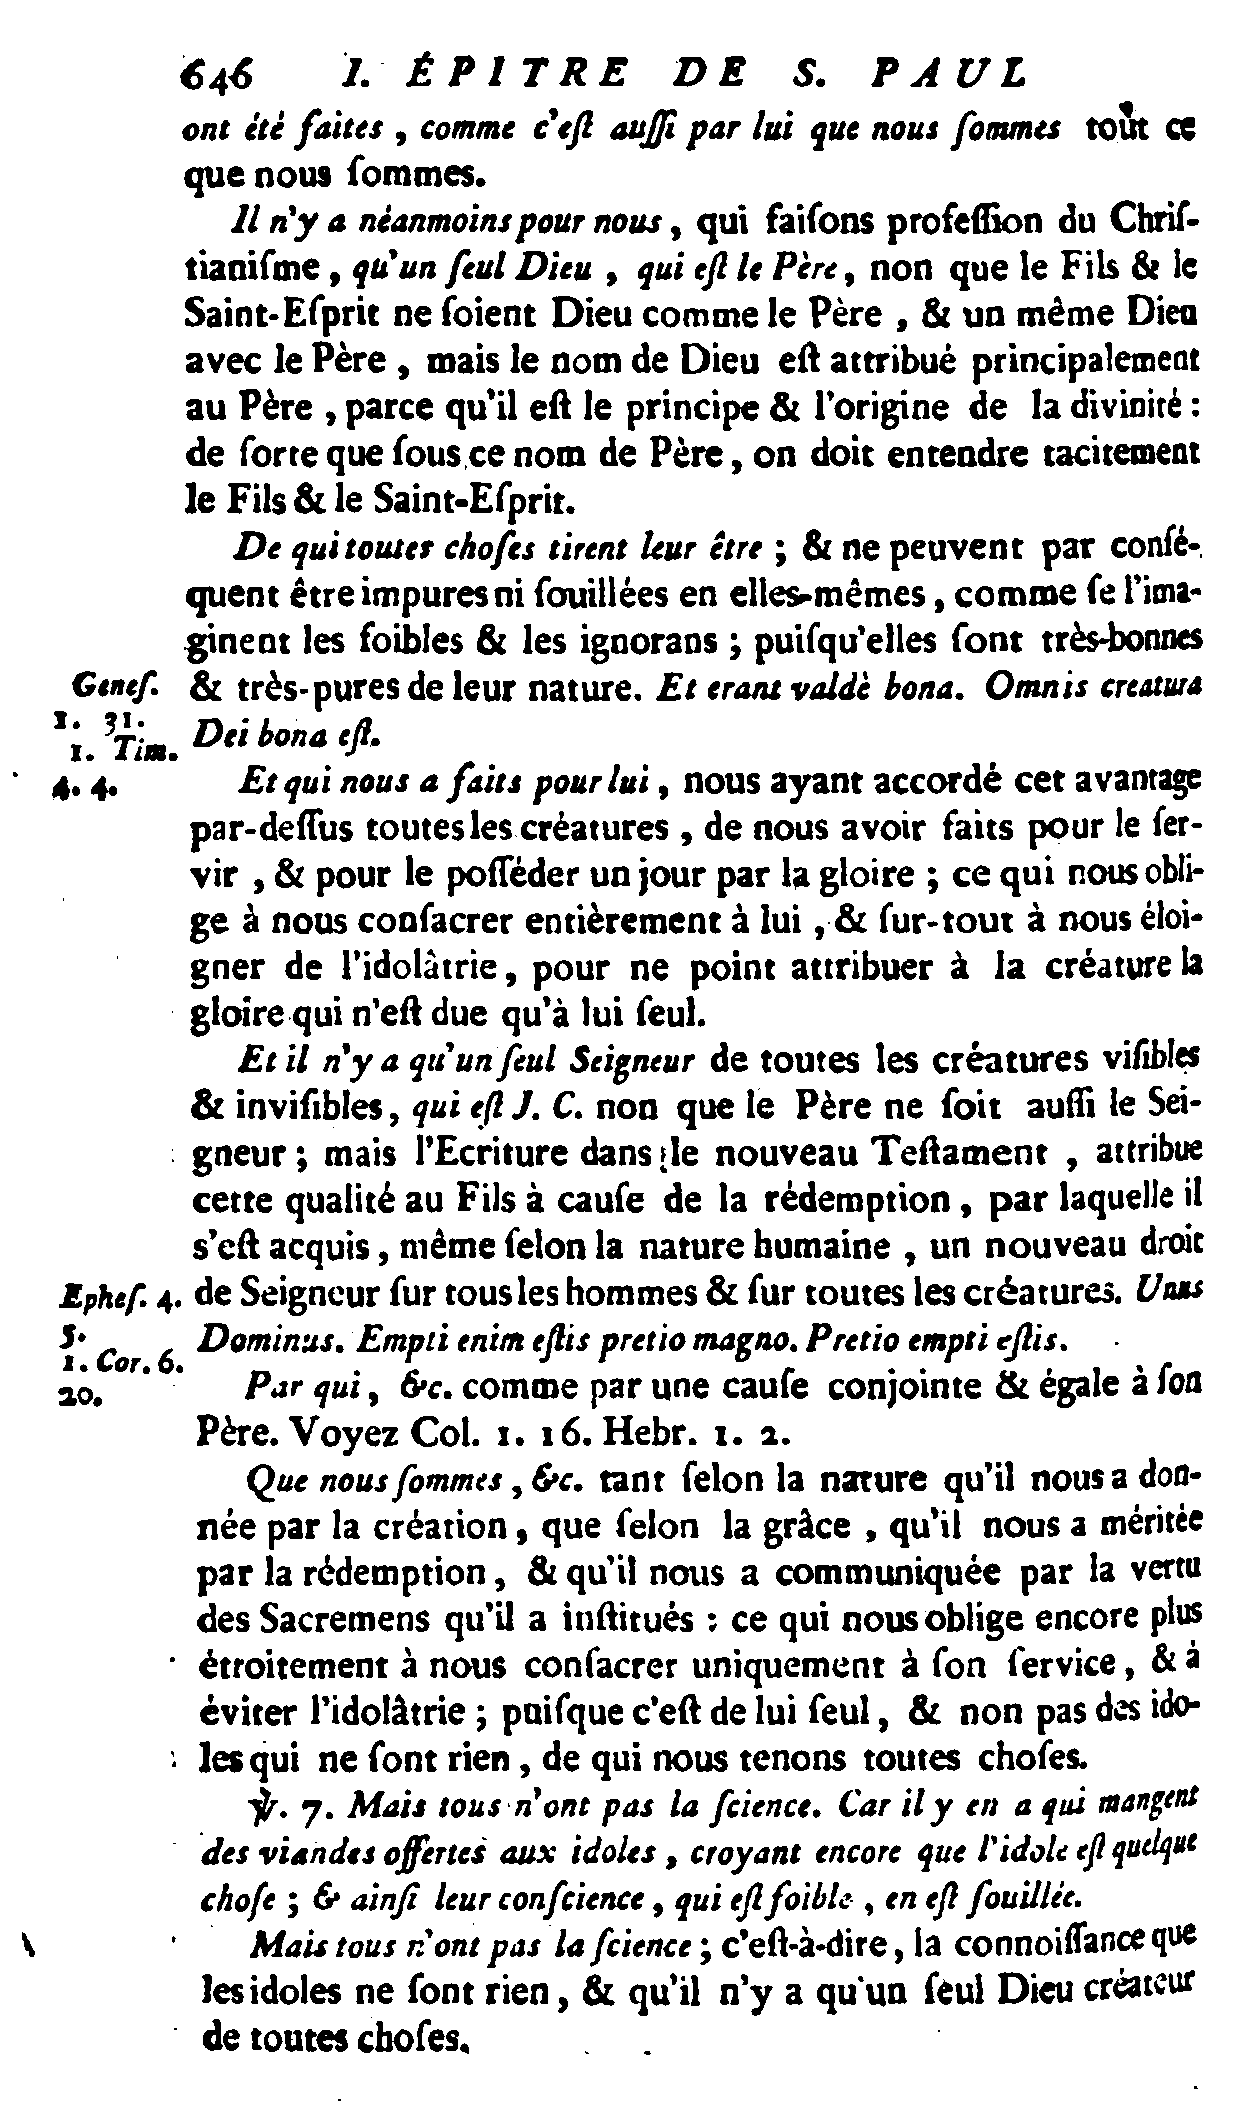 646 I. ÉPITRE DE S. PAUL
ont été faites, comme c'eſt auſſi par lui que nous ſommes tout ce
que nous ſommes.
Il n'y a néanmoins pour nous, qui faiſons profeſſion du Chriſ-
tianiſme, qu'un ſeul Dieu, qui eſt le Père, non que le Fils & le
Saint-Eſprit ne ſoient Dieu comme le Père, & un même Dieu
avec le Père, mais le nom de Dieu eſt attribué principalement
au Père, parce qu'il eſt le principe & l'origine de la divinité :
de ſorte que ſous ce nom de Père, on doit entendre tacitement
le Fils & le Saint-Eſprit.
De qui toutes choſes tirent leur être ; & ne peuvent par conſé-
quent être impures ni ſouillées en elles-mêmes, comme ſe l'ima-
ginent les foibles & les ignorans ; puiſqu'elles ſont très-bonnes
Geneſ. & très-pures de leur nature. Et erant valdè bona. Omnis creatura
1. 31.
1. Tim. Dei bona eſt.
4. 4. Et qui nous a faits pour lui, nous ayant accordé cet avantage
par-deſſus toutes les créatures, de nous avoir faits pour le ſer-
vir, & pour le poſſéder un jour par la gloire ; ce qui nous obli-
ge à nous conſacrer entièrement à lui, & ſur-tout à nous éloi-
gner de l'idolâtrie, pour ne point attribuer à la créature la
gloire qui n'eſt due qu'à lui ſeul.
Et il n'y a qu'un ſeul Seigneur de toutes les créatures viſibles
& inviſibles, qui eſt J. C. non que le Père ne ſoit auſſi le Sei-
gneur ; mais l'Ecriture dans le nouveau Teſtament, attribue
cette qualité au Fils à cauſe de la rédemption, par laquelle il
s'eſt acquis, même ſelon la nature humaine, un nouveau droit
Epheſ. 4. de Seigneur ſur tous les hommes & ſur toutes les créatures. Unus
5. Dominus. Empti enim eſtis pretio magno. Pretio empti eſtis.
1. Cor. 6.
20. Par qui, &c. comme par une cauſe conjointe & égale à ſon
Père. Voyez Col. 1. 16. Hebr. 1. 2.
Que nous ſommes, &c. tant ſelon la nature qu'il nous a don-
née par la création, que ſelon la grâce, qu'il nous a méritée
par la rédemption, & qu'il nous a communiquée par la vertu
des Sacremens qu'il a inſtitués : ce qui nous oblige encore plus
étroitement à nous conſacrer uniquement à ſon ſervice, & à
éviter l'idolâtrie ; puiſque c'eſt de lui ſeul, & non pas des ido-
les qui ne ſont rien, de qui nous tenons toutes choſes.
℣. 7. Mais tous n'ont pas la ſcience. Car il y en a qui mangent
des viandes offertes aux idoles, croyant encore que l'idole eſt quelque
choſe ; & ainſi leur conſcience, qui eſt foible, en eſt ſouillée.
Mais tous n'ont pas la ſcience ; c'eſt-à-dire, la connoiſſance que
les idoles ne ſont rien, & qu'il n'y a qu'un ſeul Dieu créateur
de toutes choſes.